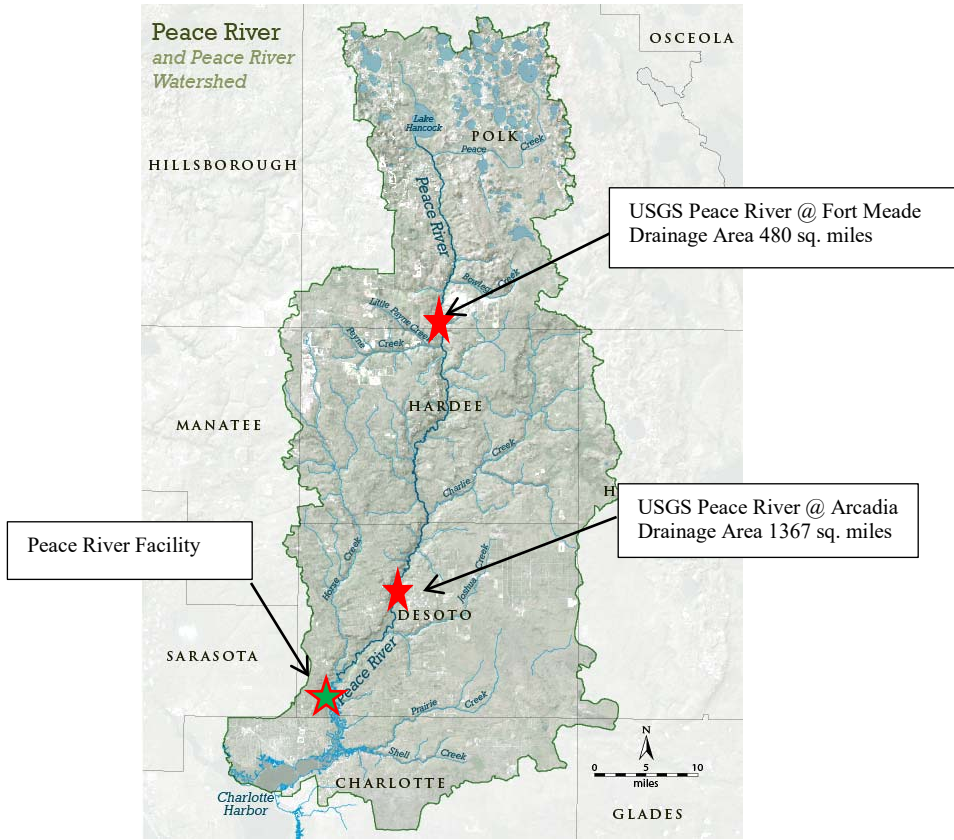 Peace River
and Peace River
Watershed
OSCEOLA
Lake
Hancock
POLK
Peace
Creek
HILLSBOROUGH
Peace River
USGS Peace River @ Fort Meade
Drainage Area 480 sq. miles
Bowlegs Creek
Little Payne Creek
Payne
Creek
HARDEE
MANATEE
Charlie
Creek
H
USGS Peace River @ Arcadia
Drainage Area 1367 sq. miles
Peace River Facility
Horse
Creek
Joshua
Creek
DESOTO
SARASOTA
Peace River
Prairie
Creek
Shell
Creek
N
0 5 10
miles
CHARLOTTE
Charlotte
Harbor
GLADES